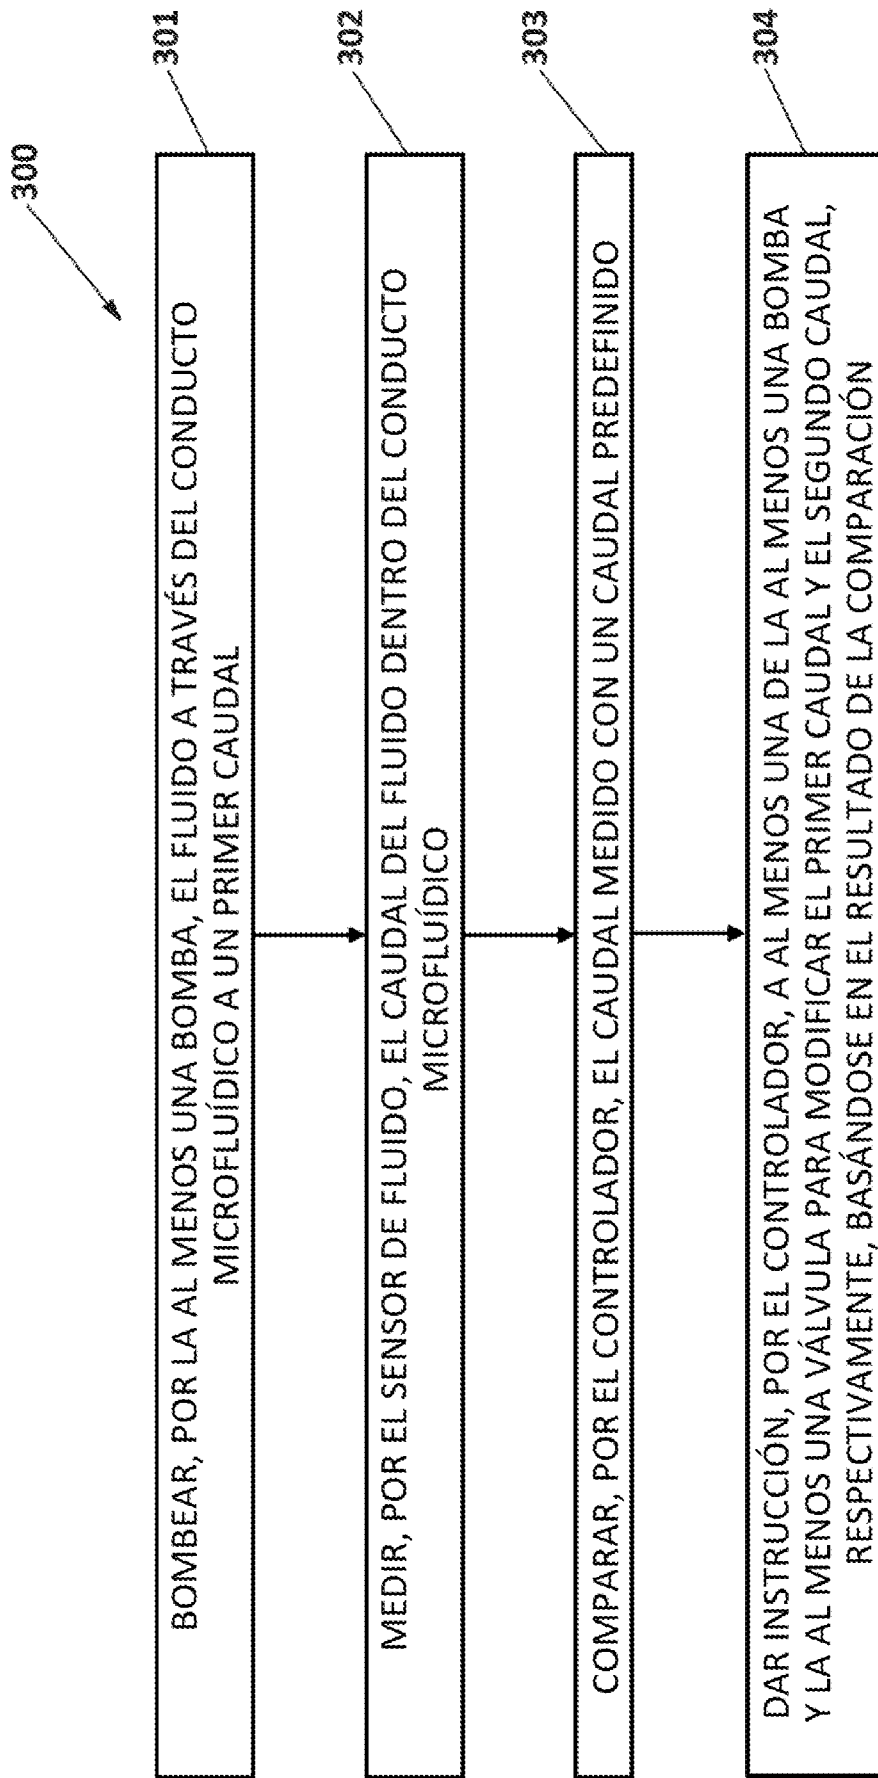 300
BOMBEAR, POR LA AL MENOS UNA BOMBA, EL FLUIDO A TRAVÉS DEL CONDUCTO
MICROFLUÍDICO A UN PRIMER CAUDAL
301
MEDIR, POR EL SENSOR DE FLUIDO, EL CAUDAL DEL FLUIDO DENTRO DEL CONDUCTO
MICROFLUÍDICO
302
COMPARAR, POR EL CONTROLADOR, EL CAUDAL MEDIDO CON UN CAUDAL PREDEFINIDO
303
DAR INSTRUCCIÓN, POR EL CONTROLADOR, A AL MENOS UNA DE LA AL MENOS UNA BOMBA
Y LA AL MENOS UNA VÁLVULA PARA MODIFICAR EL PRIMER CAUDAL Y EL SEGUNDO CAUDAL,
RESPECTIVAMENTE, BASÁNDOSE EN EL RESULTADO DE LA COMPARACIÓN
304